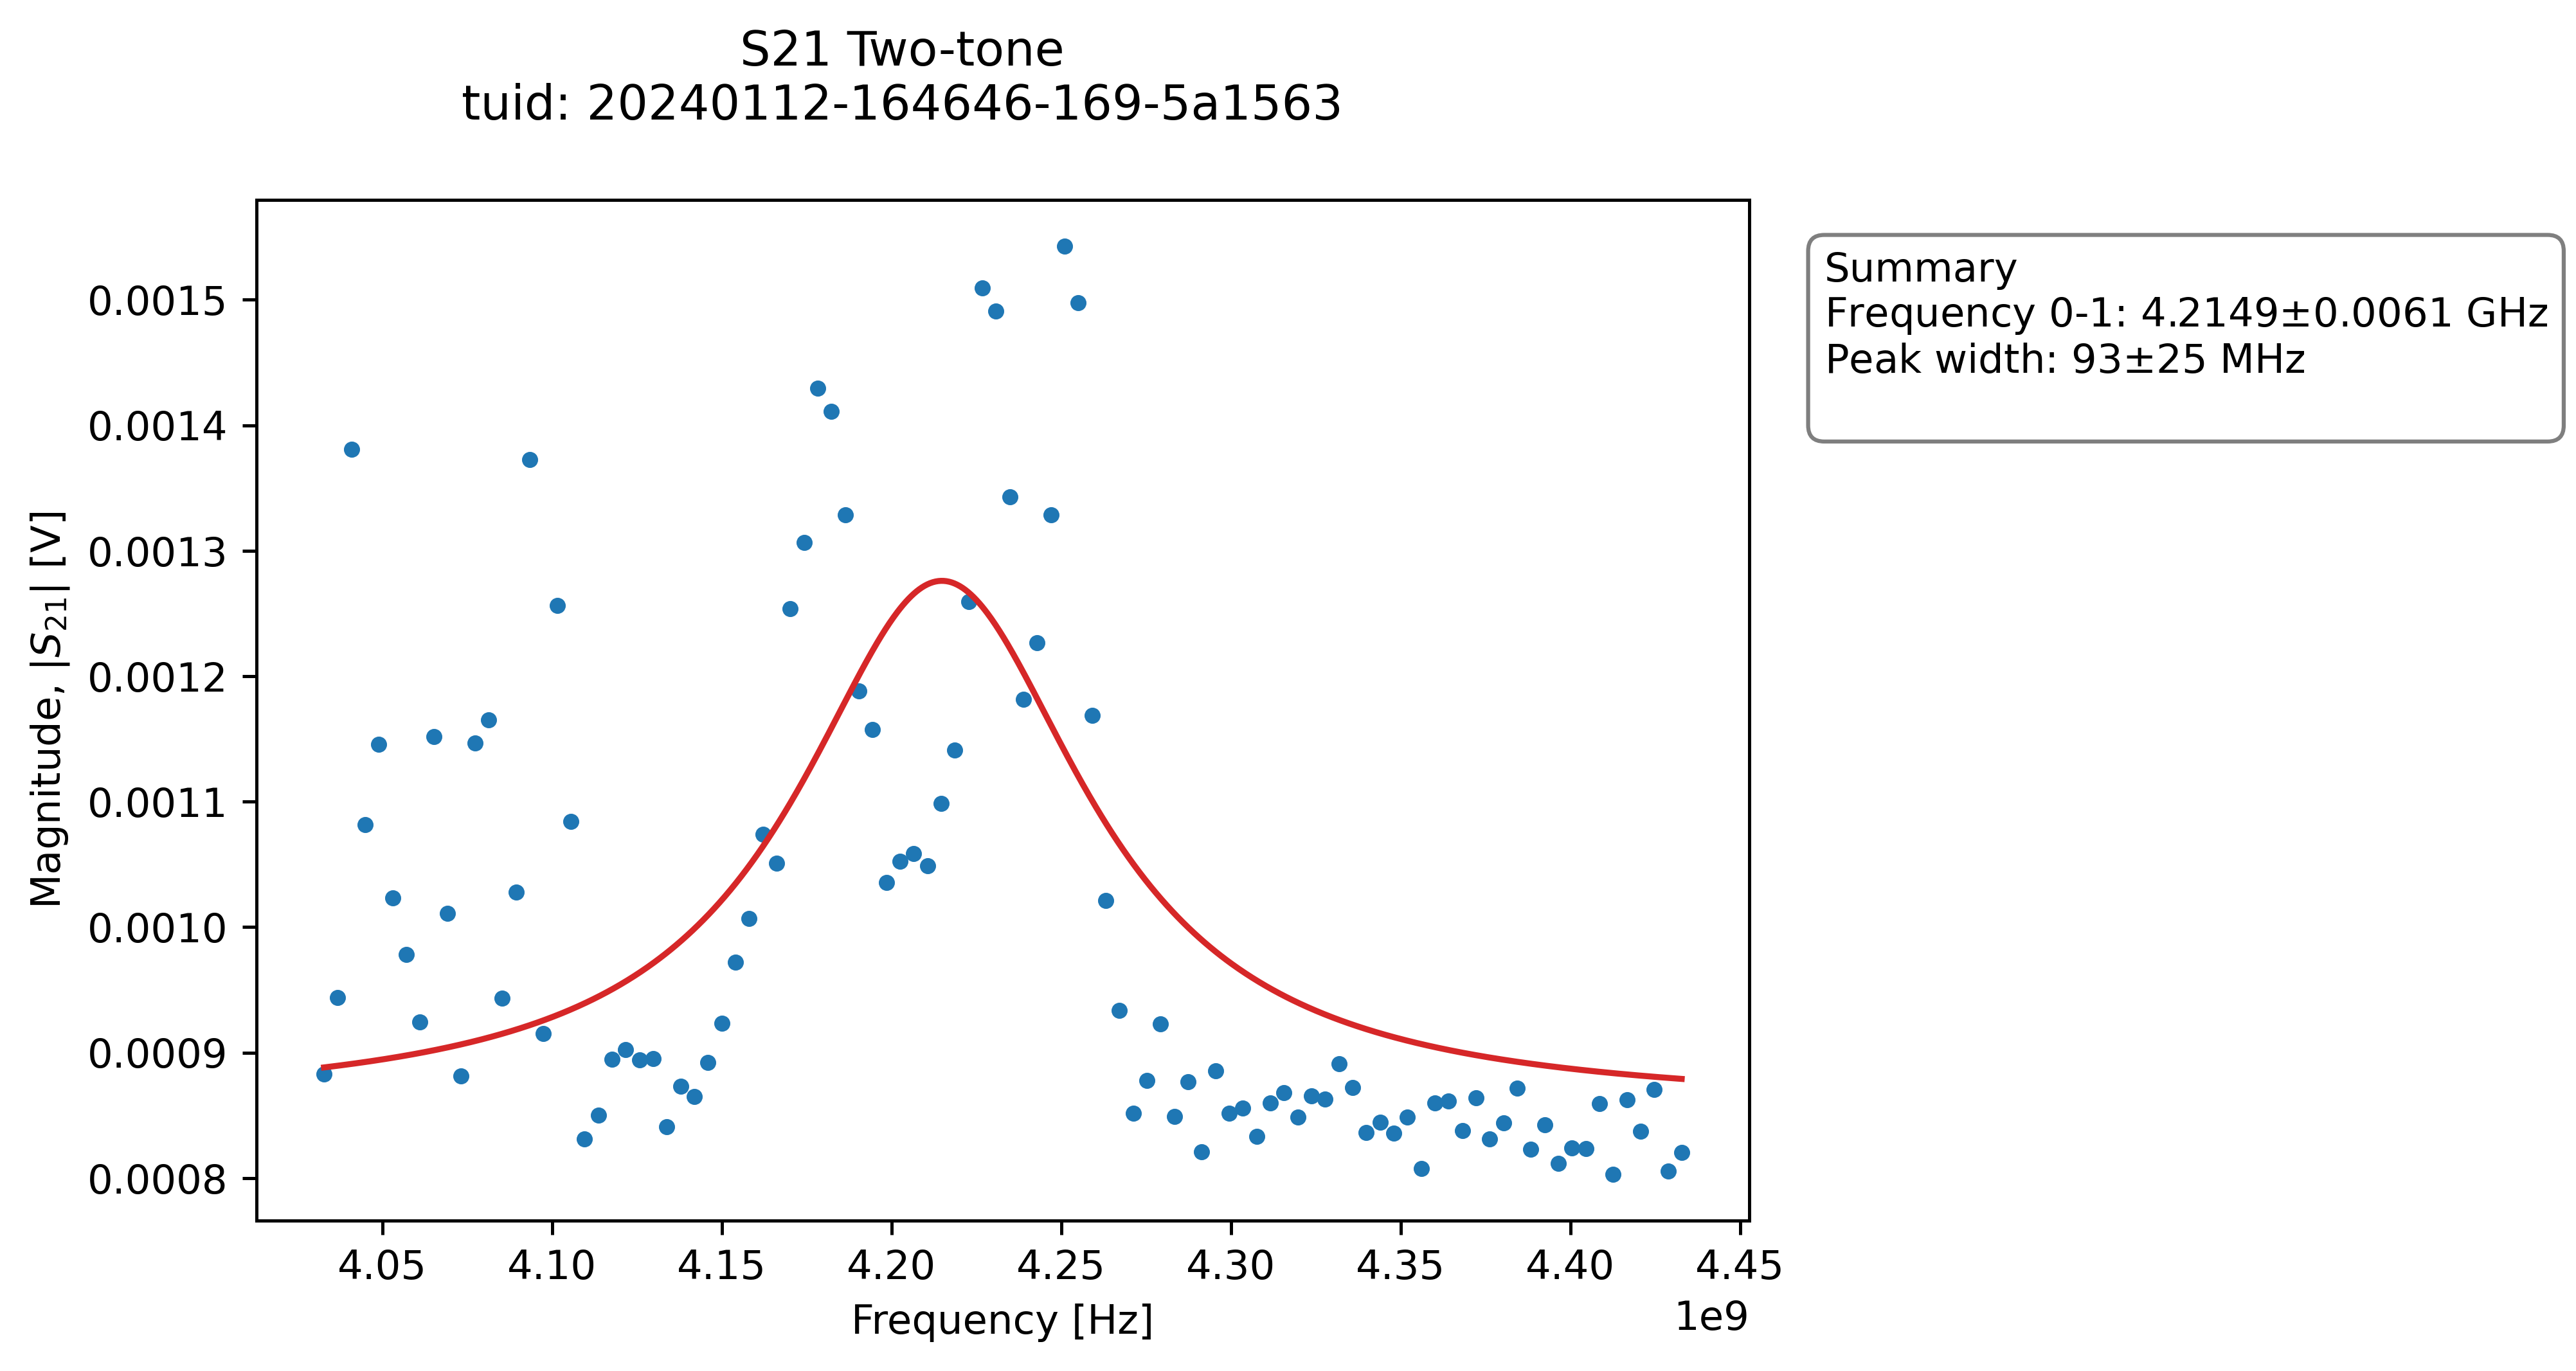 S21 Two-tone
tuid: 20240112-164646-169-5a1563
Summary
Frequency 0-1: 4.2149±0.0061 GHz
Peak width: 93±25 MHz
Magnitude, |S21| [V]
0.0015
0.0014
0.0013
0.0012
0.0011
0.0010
0.0009
0.0008
4.05 4.10 4.15 4.20 4.25 4.30 4.35 4.40 4.45
Frequency [Hz]
1e9